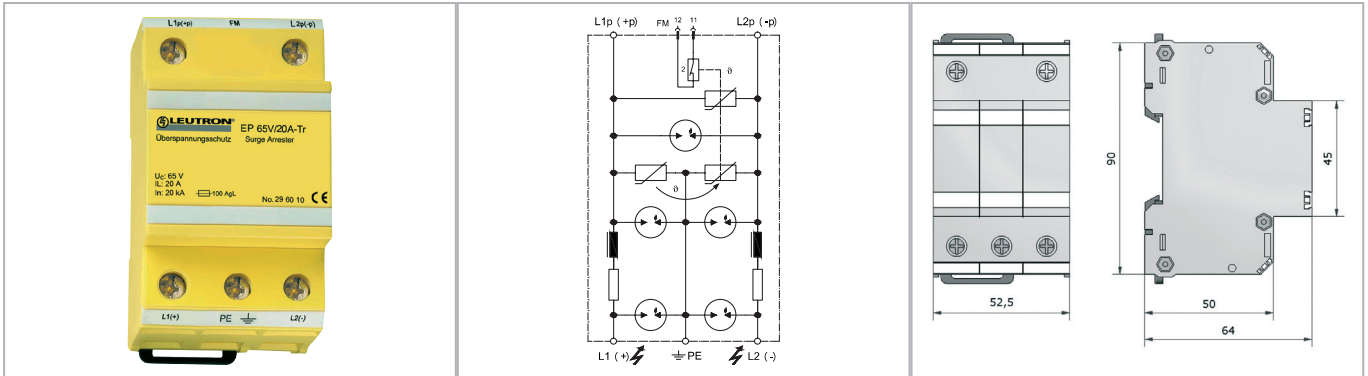 L1p(+p) FM L2p(-p)
LEUTRON®
EP 65V/20A-Tr
Überspannungsschutz Surge Arrester
Uc: 65 V
IL: 20 A
In: 20 kA 100 AgL
No. 29 60 10 CE
L1(+) PE L2(-)
L1p (+p) FM 12 11 L2p (-p)
2 ϑ
ϑ
L1 (+) PE L2 (-)
90
45
52,5
50
64